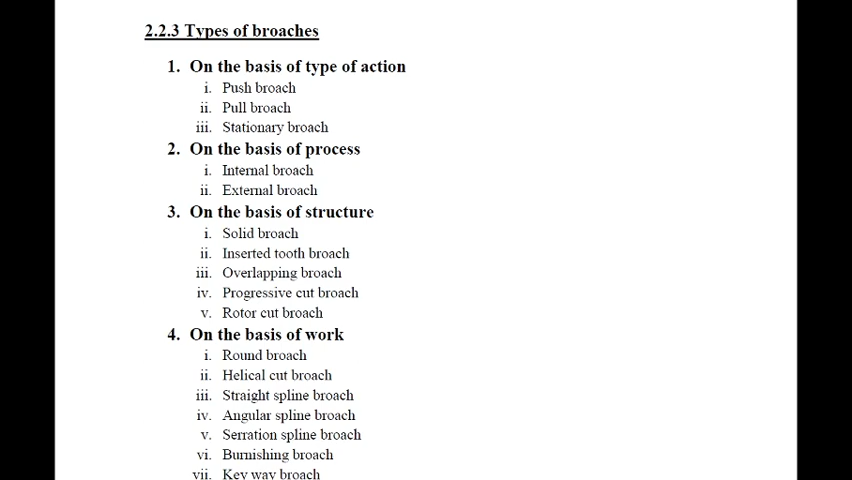 2.2.3 Types of broaches
1. On the basis of type of action
i. Push broach
ii. Pull broach
iii. Stationary broach
2. On the basis of process
i. Internal broach
ii. External broach
3. On the basis of structure
i. Solid broach
ii. Inserted tooth broach
iii. Overlapping broach
iv. Progressive cut broach
v. Rotor cut broach
4. On the basis of work
i. Round broach
ii. Helical cut broach
iii. Straight spline broach
iv. Angular spline broach
v. Serration spline broach
vi. Burnishing broach
vii. Key way broach